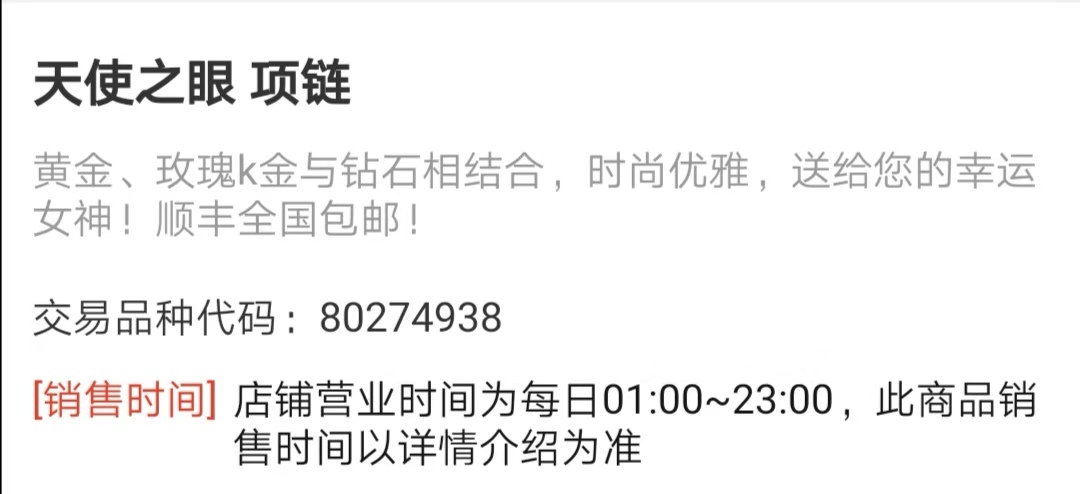 天使之眼 项链
黄金、玫瑰k金与钻石相结合，时尚优雅，送给您的幸运
女神！顺丰全国包邮！
交易品种代码：80274938
[销售时间] 店铺营业时间为每日01:00~23:00，此商品销
售时间以详情介绍为准